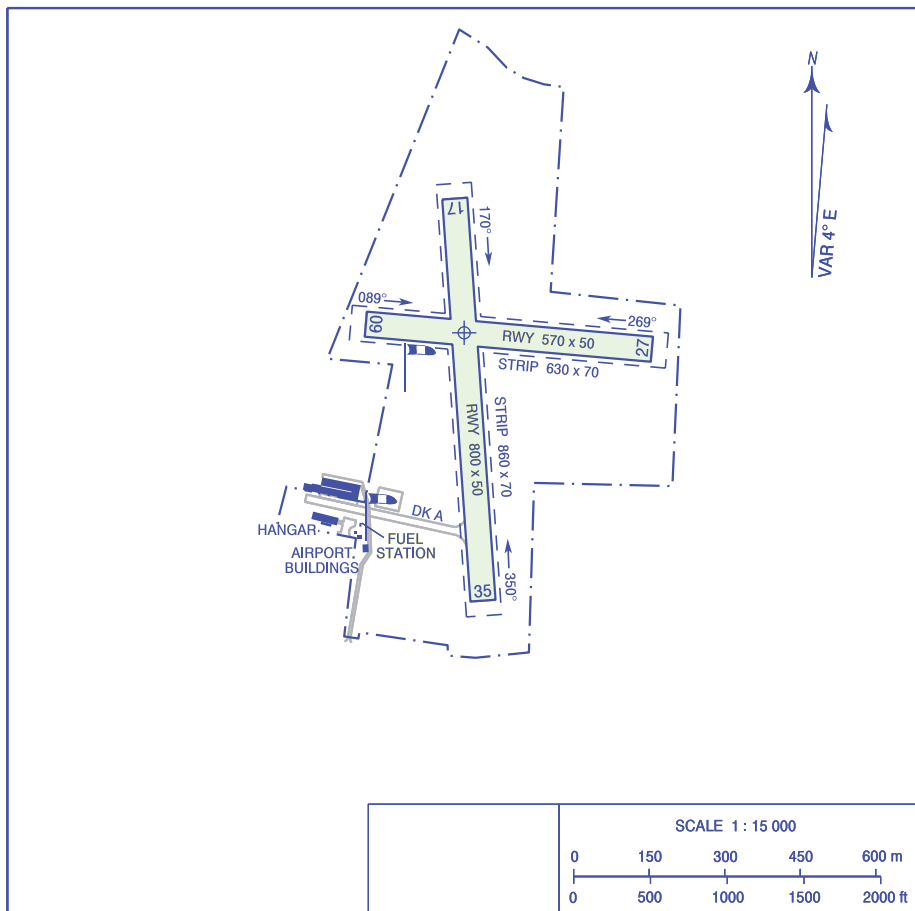 N
VAR 4° E
17
170°
089°
09
269°
RWY 570 x 50
27
STRIP 630 x 70
RWY 800 x 50
STRIP 860 x 70
DK A
HANGAR
FUEL
STATION
AIRPORT
BUILDINGS
35
350°
SCALE 1 : 15 000
0 150 300 450 600 m
0 500 1000 1500 2000 ft